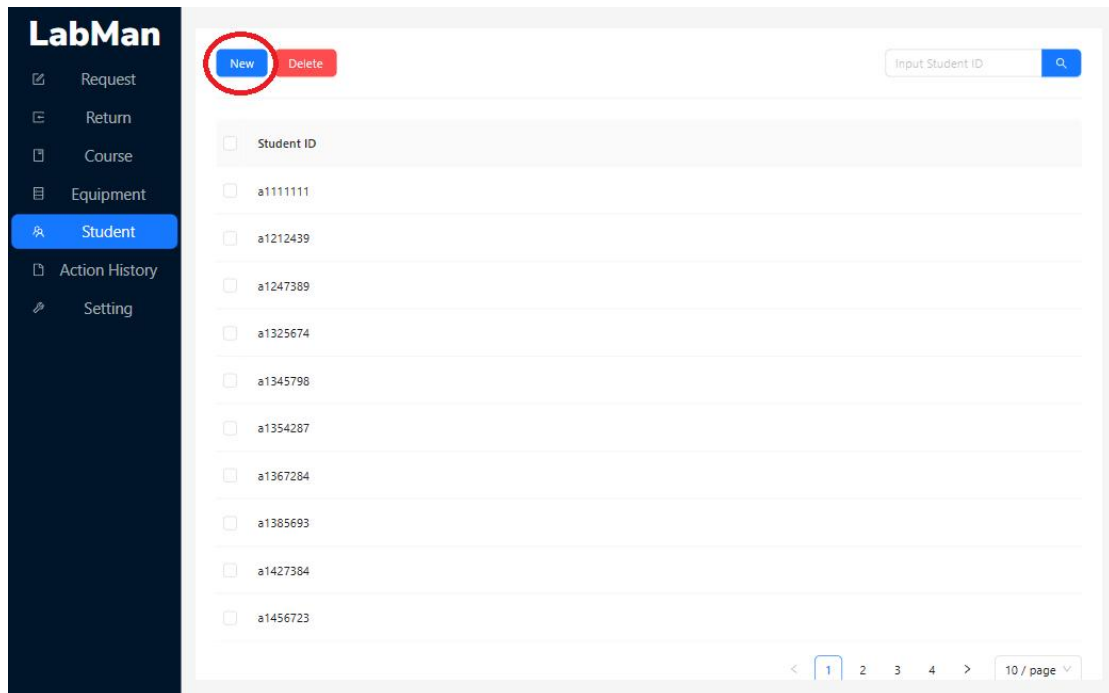 LabMan
Request
Return
Course
Equipment
Student
Action History
Setting
New Delete Input Student ID
Student ID
a1111111
a1212439
a1247389
a1325674
a1345798
a1354287
a1367284
a1385693
a1427384
a1456723
< 1 2 3 4 > 10 / page